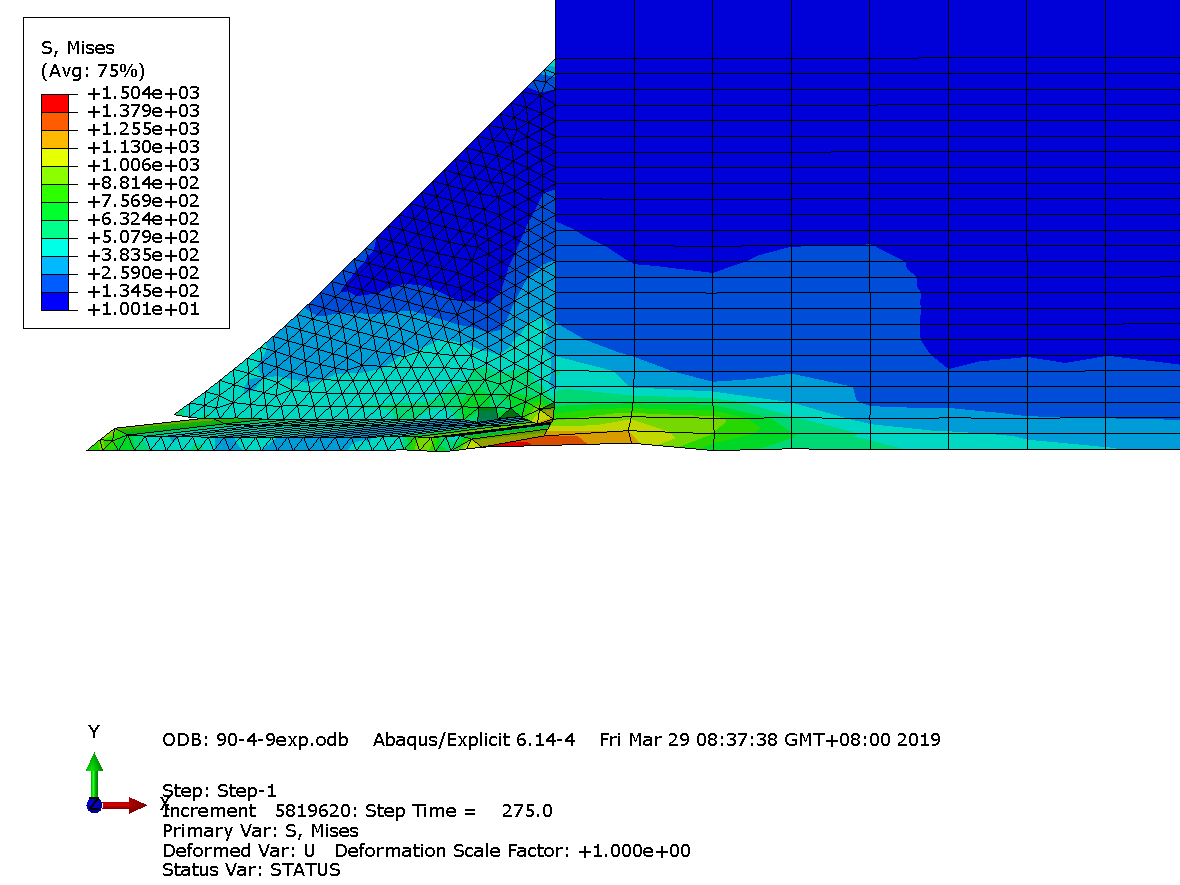 S, Mises
(Avg: 75%)
+1.504e+03
+1.379e+03
+1.255e+03
+1.130e+03
+1.006e+03
+8.814e+02
+7.569e+02
+6.324e+02
+5.079e+02
+3.835e+02
+2.590e+02
+1.345e+02
+1.001e+01
Y
ODB: 90-4-9exp.odb Abaqus/Explicit 6.14-4 Fri Mar 29 08:37:38 GMT+08:00 2019
Z
X
Step: Step-1
Increment 5819620: Step Time = 275.0
Primary Var: S, Mises
Deformed Var: U Deformation Scale Factor: +1.000e+00
Status Var: STATUS